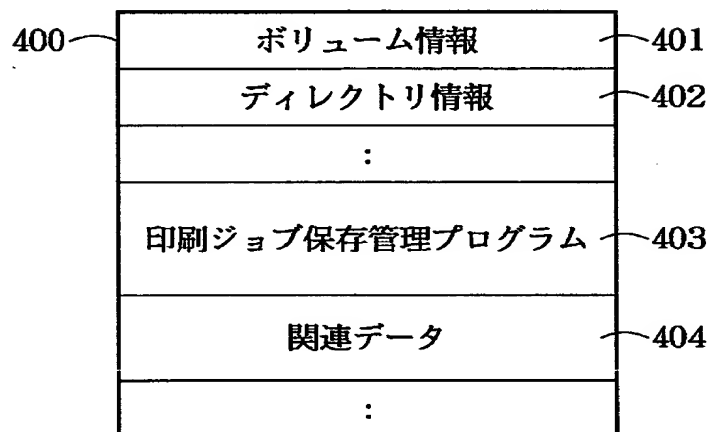 400 ボリューム情報 401
ディレクトリ情報 402
:
印刷ジョブ保存管理プログラム 403
関連データ 404
: